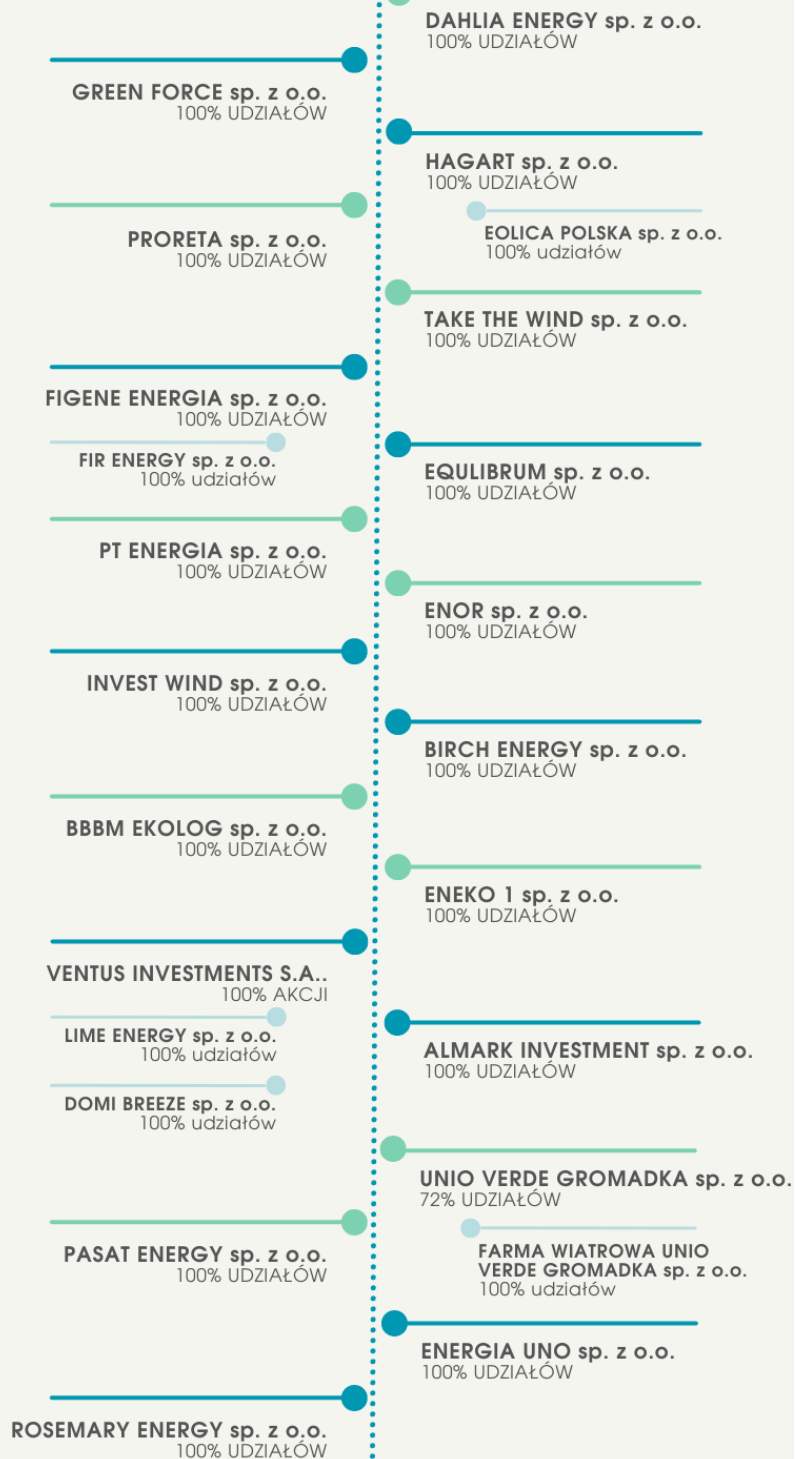 DAHLIA ENERGY sp. z o.o.
100% UDZIAŁÓW
GREEN FORCE sp. z o.o.
100% UDZIAŁÓW
HAGART sp. z o.o.
100% UDZIAŁÓW
EOLICA POLSKA sp. z o.o.
100% udziałów
PRORETA sp. z o.o.
100% UDZIAŁÓW
TAKE THE WIND sp. z o.o.
100% UDZIAŁÓW
FIGENE ENERGIA sp. z o.o.
100% UDZIAŁÓW
FIR ENERGY sp. z o.o.
100% udziałów
EQULIBRUM sp. z o.o.
100% UDZIAŁÓW
PT ENERGIA sp. z o.o.
100% UDZIAŁÓW
ENOR sp. z o.o.
100% UDZIAŁÓW
INVEST WIND sp. z o.o.
100% UDZIAŁÓW
BIRCH ENERGY sp. z o.o.
100% UDZIAŁÓW
BBBM EKOLOG sp. z o.o.
100% UDZIAŁÓW
ENEKO 1 sp. z o.o.
100% UDZIAŁÓW
VENTUS INVESTMENTS S.A..
100% AKCJI
LIME ENERGY sp. z o.o.
100% udziałów
DOMI BREEZE sp. z o.o.
100% udziałów
ALMARK INVESTMENT sp. z o.o.
100% UDZIAŁÓW
UNIO VERDE GROMADKA sp. z o.o.
72% UDZIAŁÓW
FARMA WIATROWA UNIO
VERDE GROMADKA sp. z o.o.
100% udziałów
PASAT ENERGY sp. z o.o.
100% UDZIAŁÓW
ENERGIA UNO sp. z o.o.
100% UDZIAŁÓW
ROSEMARY ENERGY sp. z o.o.
100% UDZIAŁÓW